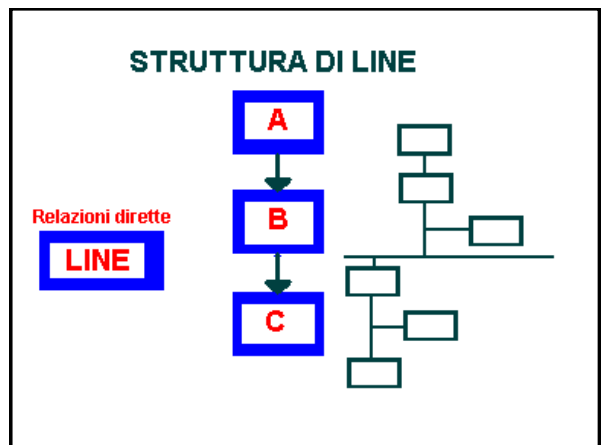 STRUTTURA DI LINE
A
B
Relazioni dirette
LINE
C